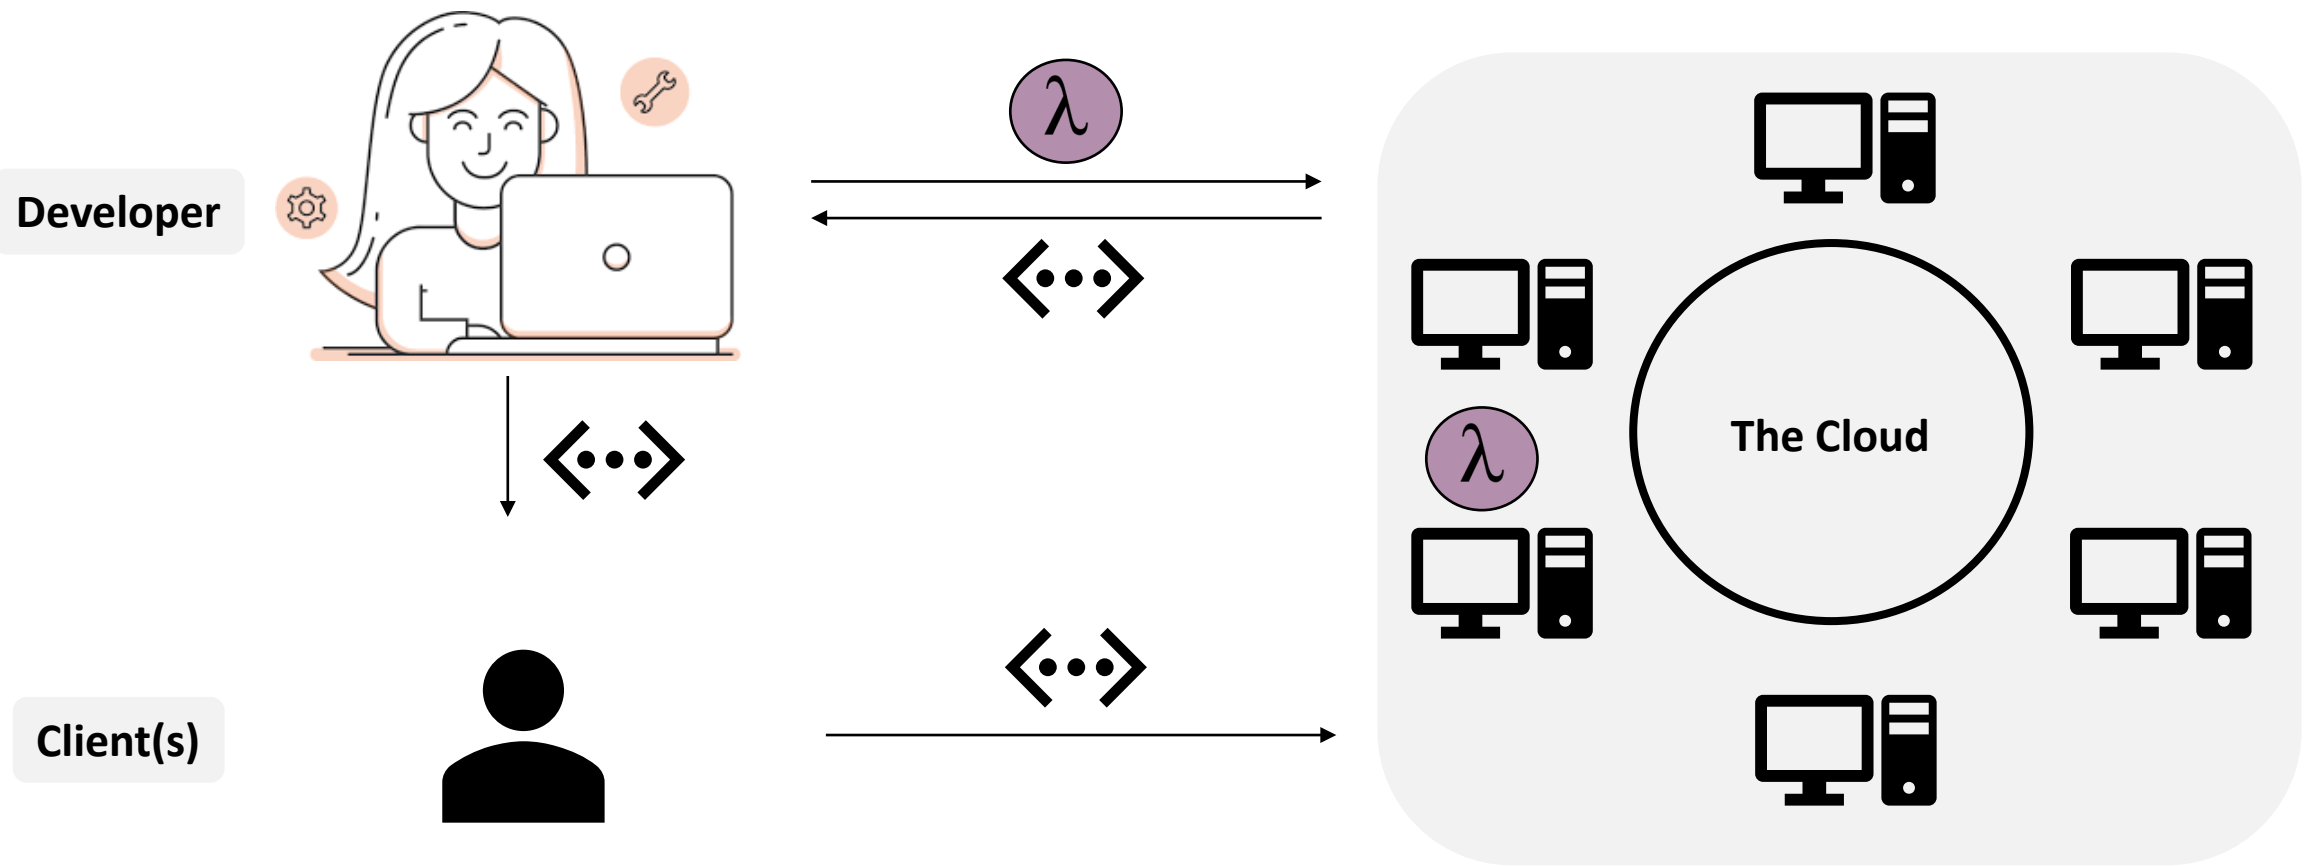 λ
Developer
The Cloud
λ
Client(s)